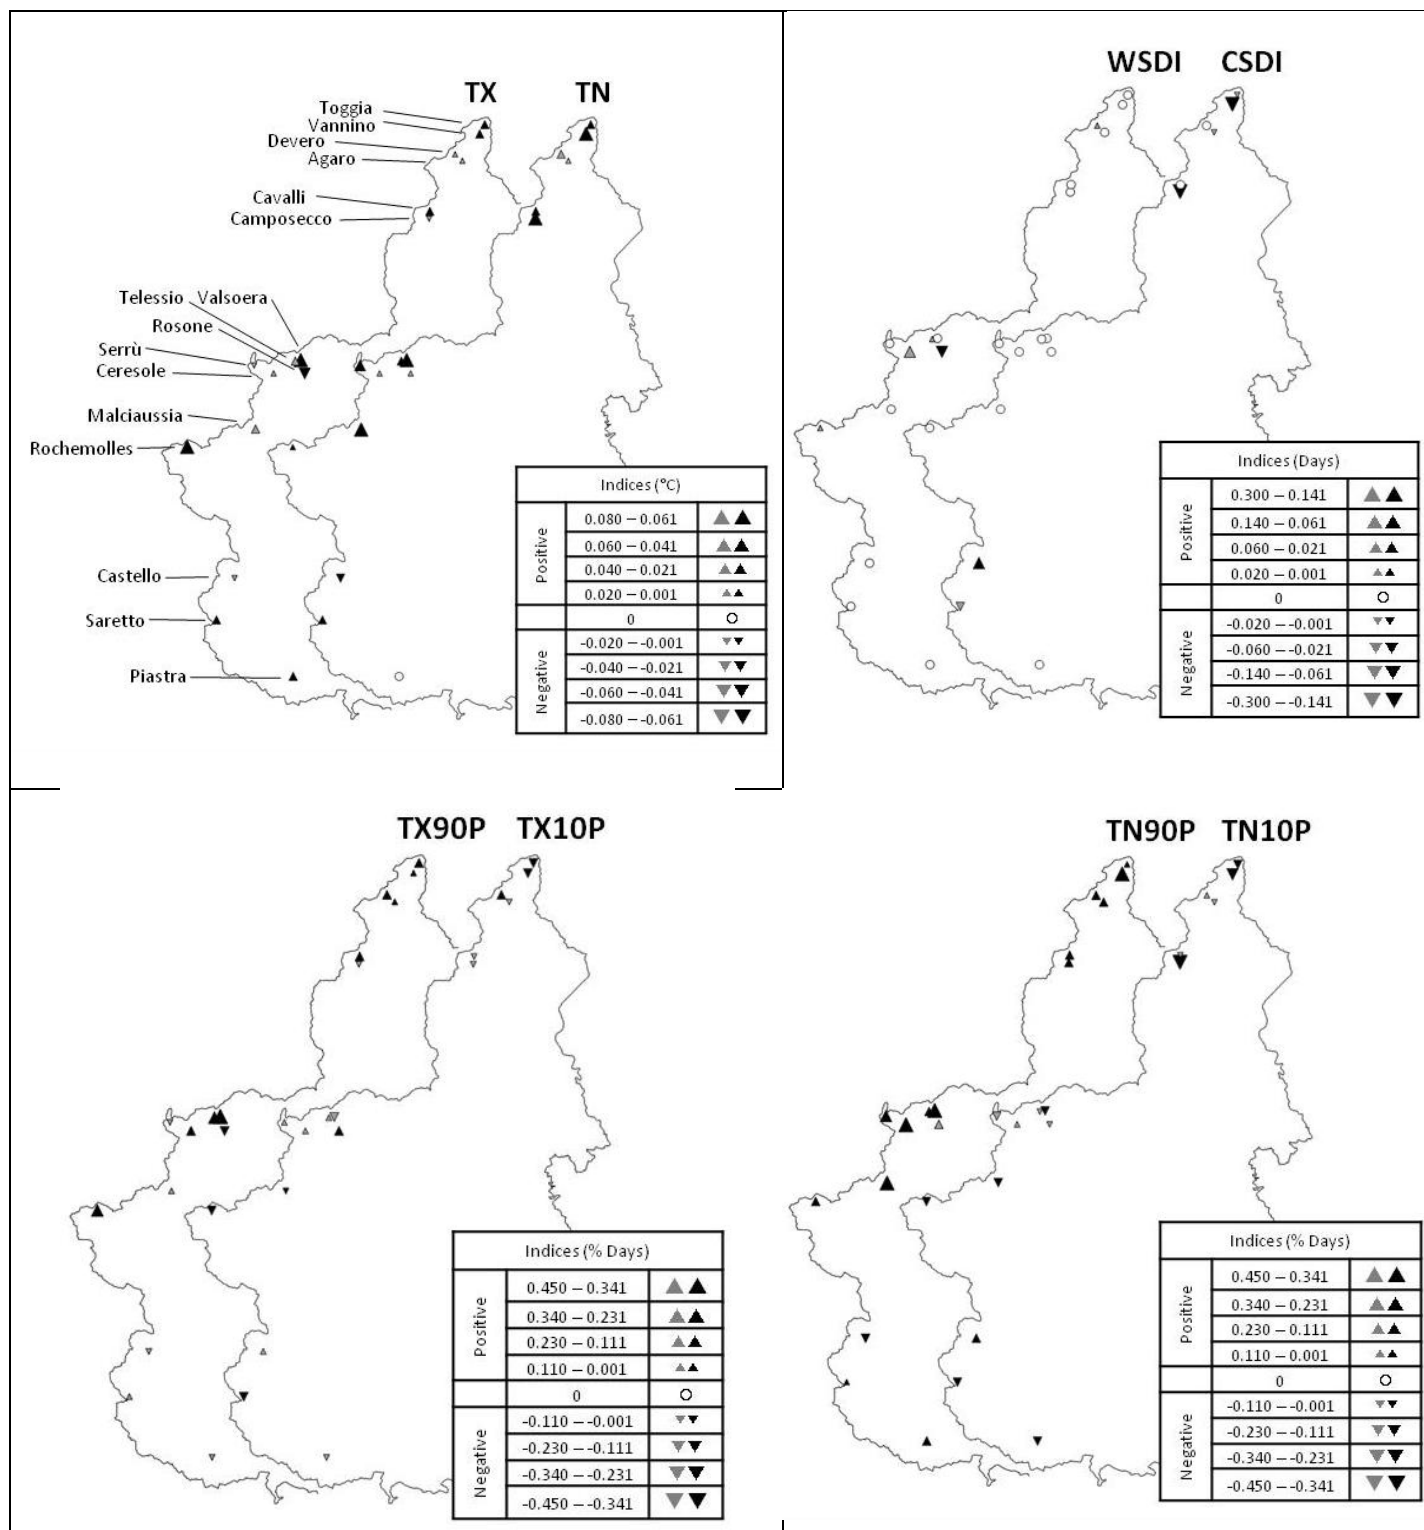 TX TN
Toggia
Vannino
Devero
Agaro
Cavalli
Camposecco
Telessio Valsoera
Rosone
Serrù
Ceresole
Malciaussia
Rochemolles
Castello
Saretto
Piastra
Indices (°C)
Positive
0.080 – 0.061
0.060 – 0.041
0.040 – 0.021
0.020 – 0.001
0
Negative
-0.020 – -0.001
-0.040 – -0.021
-0.060 – -0.041
-0.080 – -0.061
WSDI CSDI
Indices (Days)
Positive
0.300 – 0.141
0.140 – 0.061
0.060 – 0.021
0.020 – 0.001
0
Negative
-0.020 – -0.001
-0.060 – -0.021
-0.140 – -0.061
-0.300 – -0.141
TX90P TX10P
Indices (% Days)
Positive
0.450 – 0.341
0.340 – 0.231
0.230 – 0.111
0.110 – 0.001
0
Negative
-0.110 – -0.001
-0.230 – -0.111
-0.340 – -0.231
-0.450 – -0.341
TN90P TN10P
Indices (% Days)
Positive
0.450 – 0.341
0.340 – 0.231
0.230 – 0.111
0.110 – 0.001
0
Negative
-0.110 – -0.001
-0.230 – -0.111
-0.340 – -0.231
-0.450 – -0.341